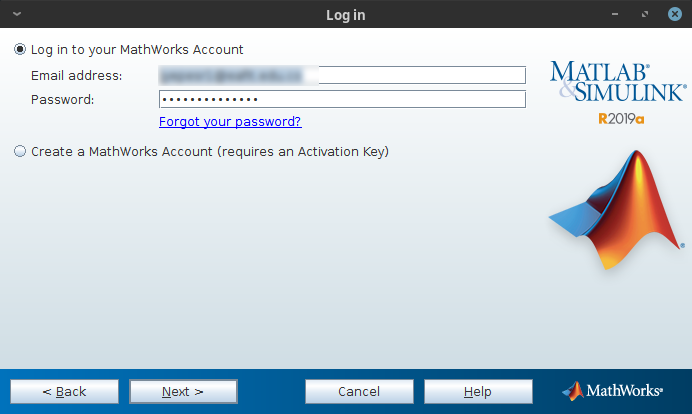 Log in
Log in to your MathWorks Account
Email address:
Password: ••••••••••••••
Forgot your password?
Create a MathWorks Account (requires an Activation Key)
MATLAB®
&SIMULINK®
R2019a
®
< Back
Next >
Cancel
Help
MathWorks®